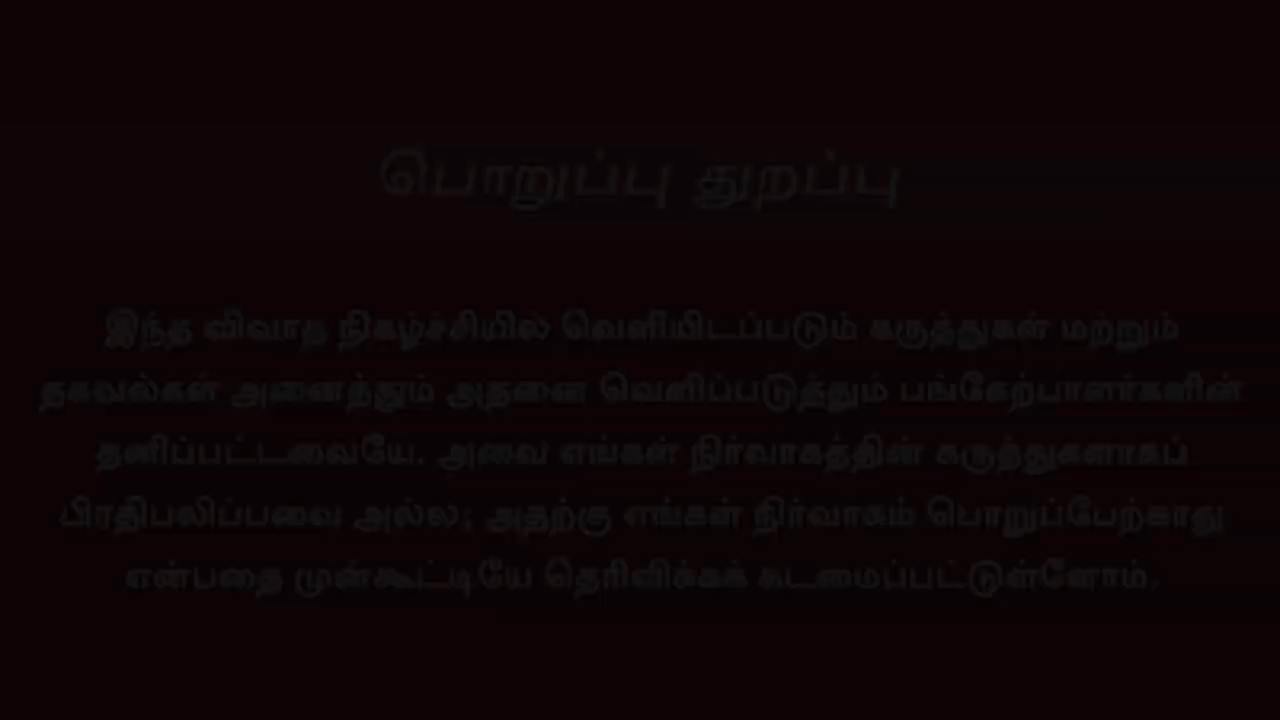 பொறுப்பு துறப்பு
இந்த விவாத நிகழ்ச்சியில் வெளியிடப்படும் கருத்துகள் மற்றும்
தகவல்கள் அனைத்தும் அதனை வெளிப்படுத்தும் பங்கேற்பாளர்களின்
தனிப்பட்டவையே. அவை எங்கள் நிர்வாகத்தின் கருத்துகளாகப்
பிரதிபலிப்பவை அல்ல; அதற்கு எங்கள் நிர்வாகம் பொறுப்பேற்காது
என்பதை முன்கூட்டியே தெரிவிக்கக் கடமைப்பட்டுள்ளோம்.